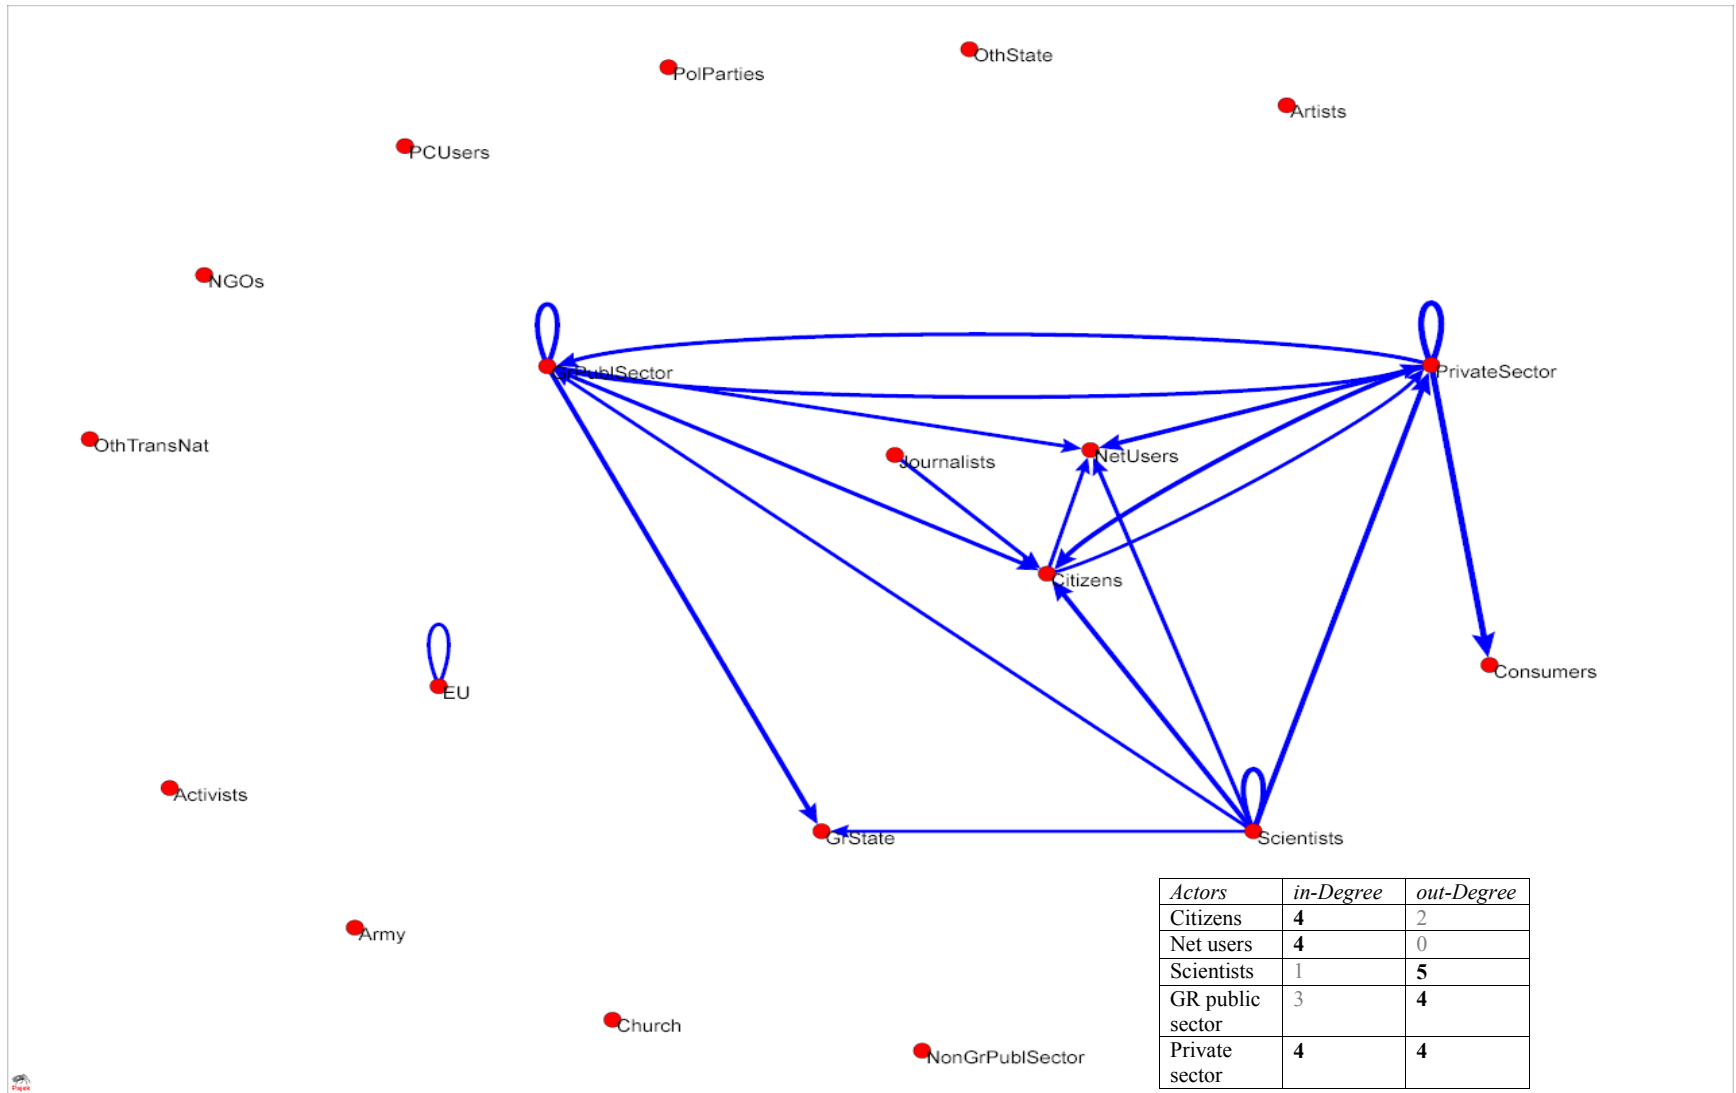 OthState
PolParties
Artists
PCUsers
NGOs
GrPublSector
PrivateSector
OthTransNat
Journalists
NetUsers
Citizens
Consumers
EU
Activists
GrState
Scientists
Actors in-Degree out-Degree
Citizens 4 2
Net users 4 0
Scientists 1 5
GR public 3 4
sector
Private 4 4
sector
Army
Church
NonGrPublSector
Pajek